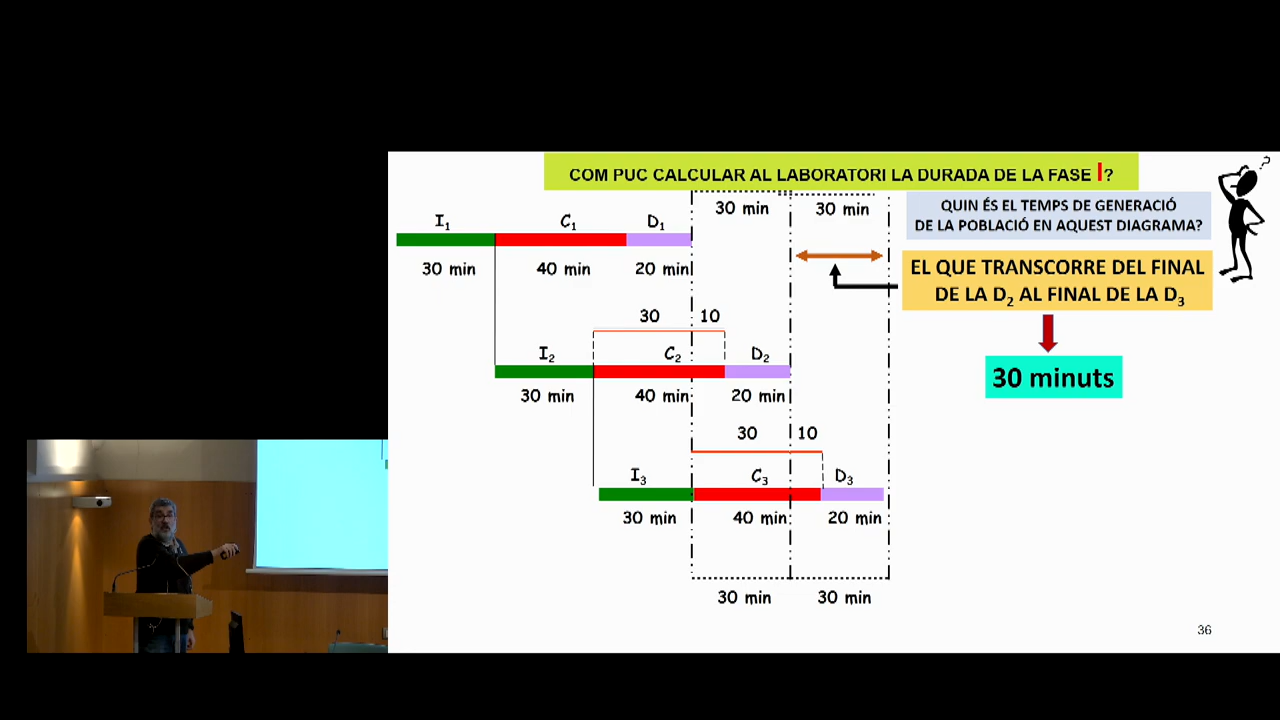 COM PUC CALCULAR AL LABORATORI LA DURADA DE LA FASE I?
30 min 30 min
QUIN ÉS EL TEMPS DE GENERACIÓ
DE LA POBLACIÓ EN AQUEST DIAGRAMA?
I1 C1 D1
30 min 40 min 20 min
EL QUE TRANSCORRE DEL FINAL
DE LA D2 AL FINAL DE LA D3
30 10
I2 C2 D2
30 min 40 min 20 min
30 minuts
30 10
I3 C3 D3
30 min 40 min 20 min
30 min 30 min
36
?